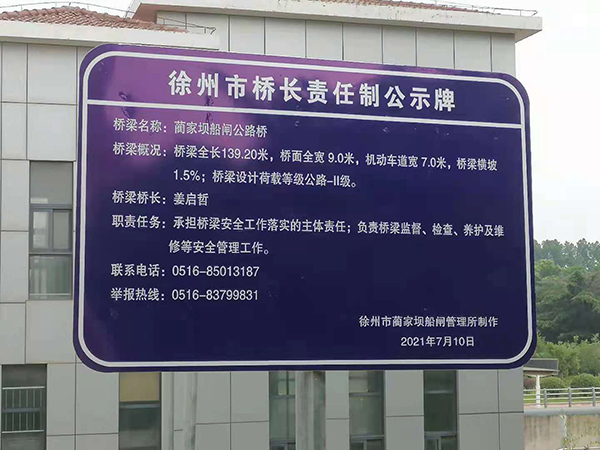 徐州市桥长责任制公示牌
桥梁名称：蔺家坝船闸公路桥
桥梁概况：桥梁全长139.20米，桥面全宽 9.0米，机动车道宽 7.0米，桥梁横坡
1.5%；桥梁设计荷载等级公路-II级。
桥梁桥长：姜启哲
职责任务：承担桥梁安全工作落实的主体责任；负责桥梁监督、检查、养护及维
修等安全管理工作。
联系电话：0516-85013187
举报热线：0516-83799831
徐州市蔺家坝船闸管理所制作
2021年7月10日